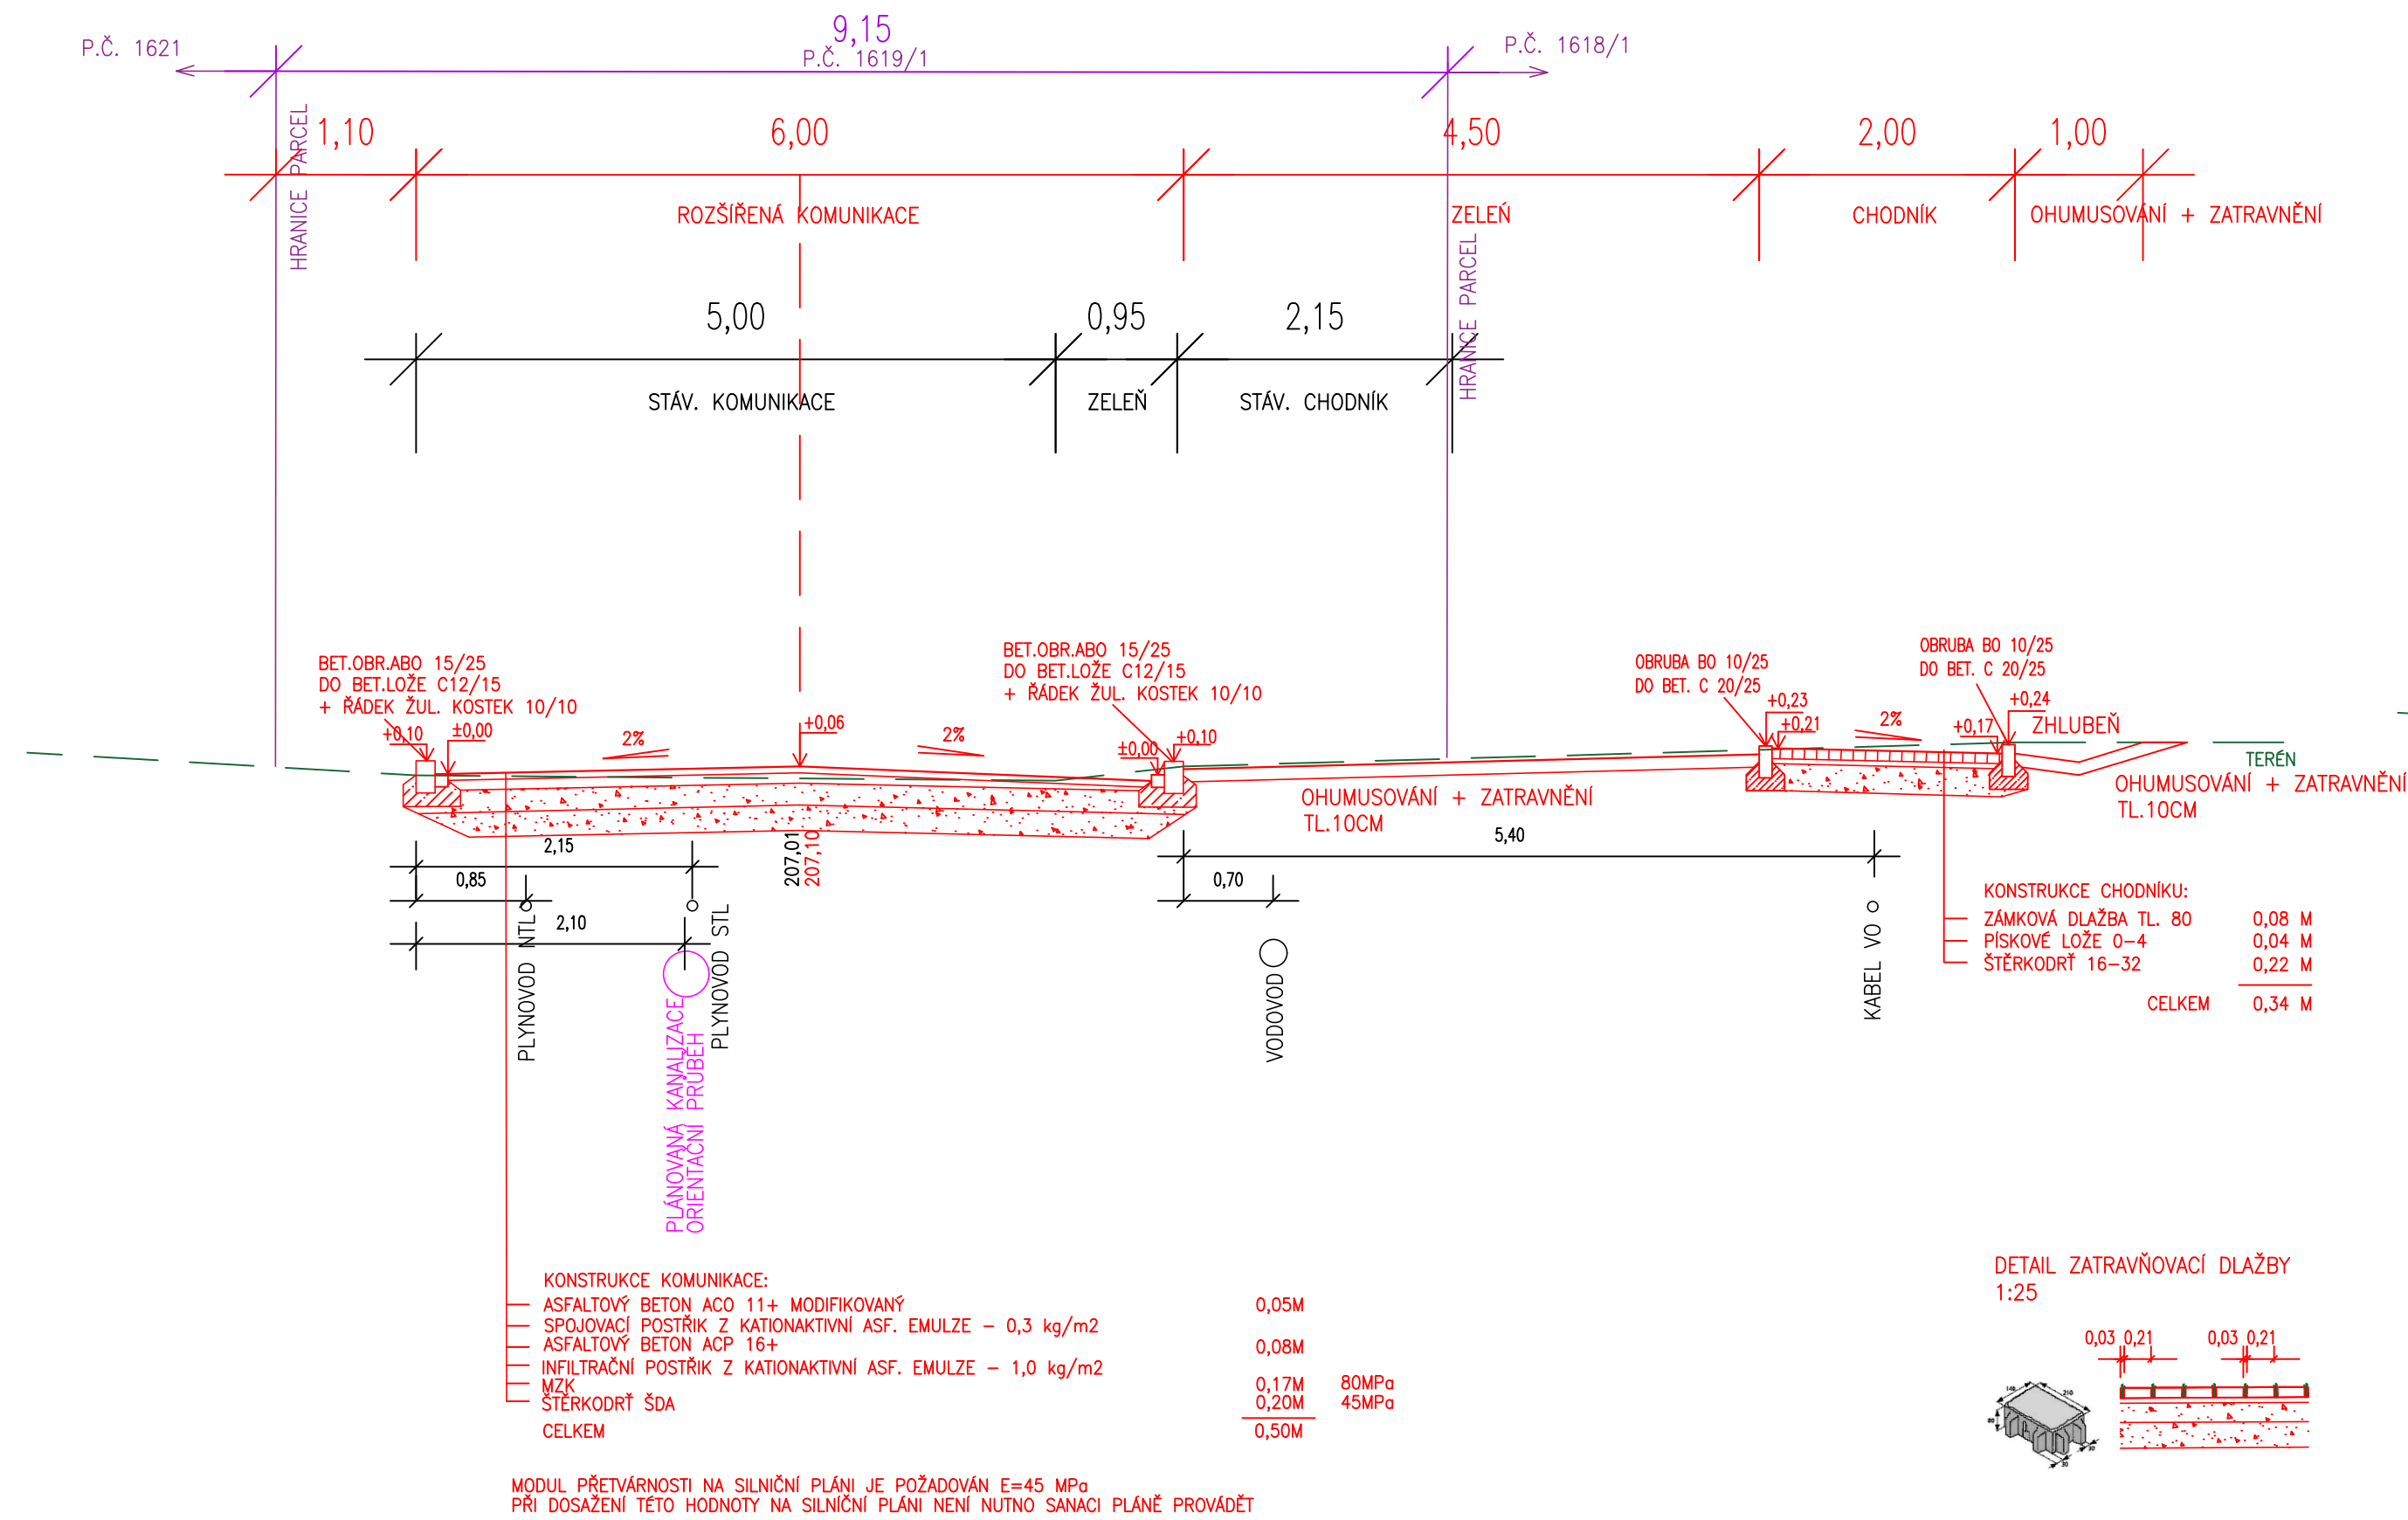 9,15
P.Č. 1621
P.Č. 1619/1
P.Č. 1618/1
HRANICE PARCEL
1,10
6,00
4,50
2,00
1,00
ROZŠÍŘENÁ KOMUNIKACE
ZELEŃ
CHODNÍK
OHUMUSOVÁNÍ + ZATRAVNĚNÍ
HRANICE PARCEL
5,00
0,95
2,15
STÁV. KOMUNIKACE
ZELEŇ
STÁV. CHODNÍK
BET.OBR.ABO 15/25
DO BET.LOŽE C12/15
+ ŘÁDEK ŽUL. KOSTEK 10/10
+0,10
±0,00
2%
+0,06
2%
BET.OBR.ABO 15/25
DO BET.LOŽE C12/15
+ ŘÁDEK ŽUL. KOSTEK 10/10
±0,00
+0,10
OBRUBA BO 10/25
DO BET. C 20/25
+0,23
+0,21
2%
OBRUBA BO 10/25
DO BET. C 20/25
+0,17
+0,24
ZHLUBEŇ
TERÉN
OHUMUSOVÁNÍ + ZATRAVNĚNÍ
TL.10CM
OHUMUSOVÁNÍ + ZATRAVNĚNÍ
TL.10CM
2,15
0,85
2,10
207,01
207,10
5,40
0,70
PLYNOVOD NTL
PLYNOVOD STL
PLÁNOVANÁ KANALIZACE
ORIENTAČNÍ PRŮBĚH
VODOVOD
KABEL VO
KONSTRUKCE CHODNÍKU:
ZÁMKOVÁ DLAŽBA TL. 80 0,08 M
PÍSKOVÉ LOŽE 0-4 0,04 M
ŠTĚRKODRŤ 16-32 0,22 M
CELKEM 0,34 M
KONSTRUKCE KOMUNIKACE:
ASFALTOVÝ BETON ACO 11+ MODIFIKOVANÝ 0,05M
SPOJOVACÍ POSTŘIK Z KATIONAKTIVNÍ ASF. EMULZE - 0,3 kg/m2
ASFALTOVÝ BETON ACP 16+ 0,08M
INFILTRAČNÍ POSTŘIK Z KATIONAKTIVNÍ ASF. EMULZE - 1,0 kg/m2
MZK 0,17M 80MPa
ŠTĚRKODRŤ ŠDA 0,20M 45MPa
CELKEM 0,50M
MODUL PŘETVÁRNOSTI NA SILNIČNÍ PLÁNI JE POŽADOVÁN E=45 MPa
PŘI DOSAŽENÍ TÉTO HODNOTY NA SILNÍČNÍ PLÁNI NENÍ NUTNO SANACI PLÁNĚ PROVÁDĚT
DETAIL ZATRAVŇOVACÍ DLAŽBY
1:25
0,03 0,21
0,03 0,21
140
210
80
30
30